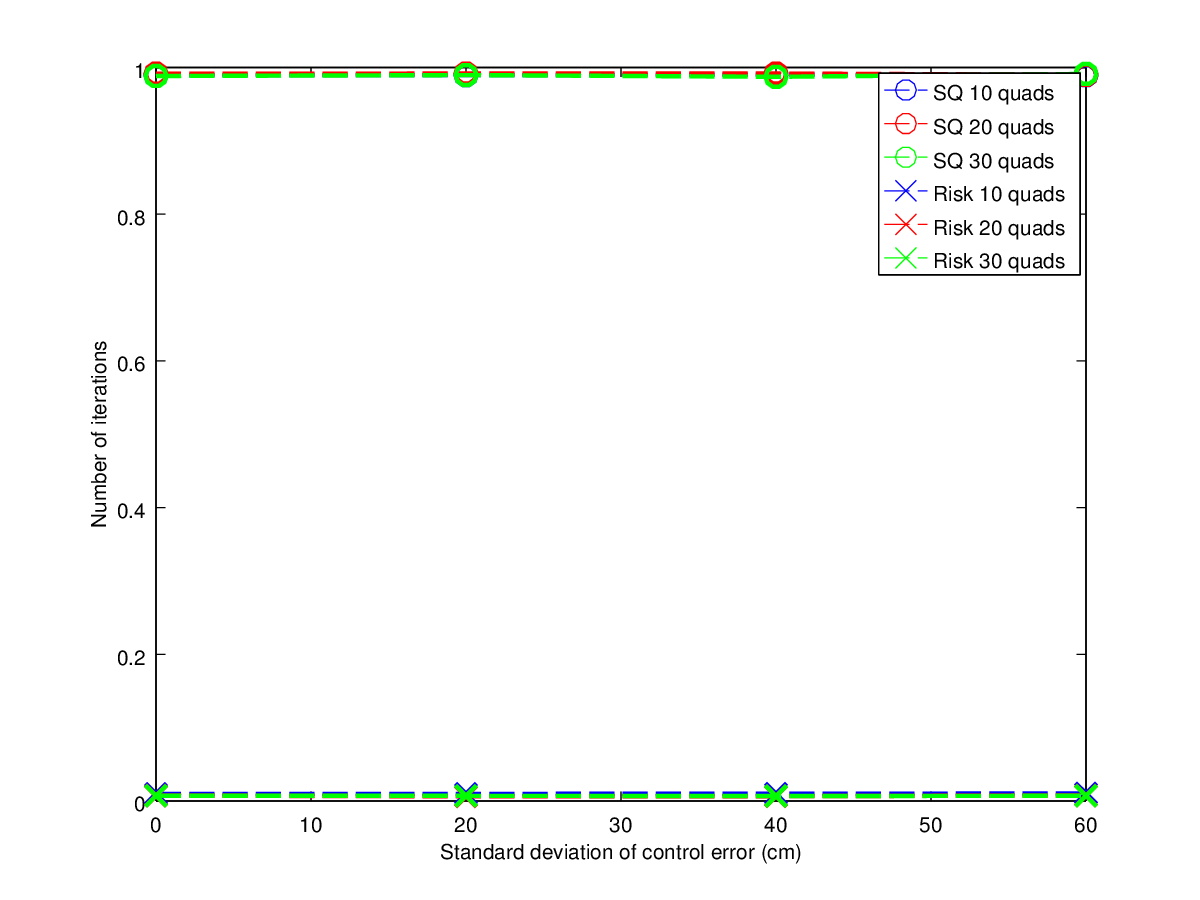 1
0.8
0.6
0.4
0.2
0
Number of iterations
0 10 20 30 40 50 60
Standard deviation of control error (cm)
SQ 10 quads
SQ 20 quads
SQ 30 quads
Risk 10 quads
Risk 20 quads
Risk 30 quads